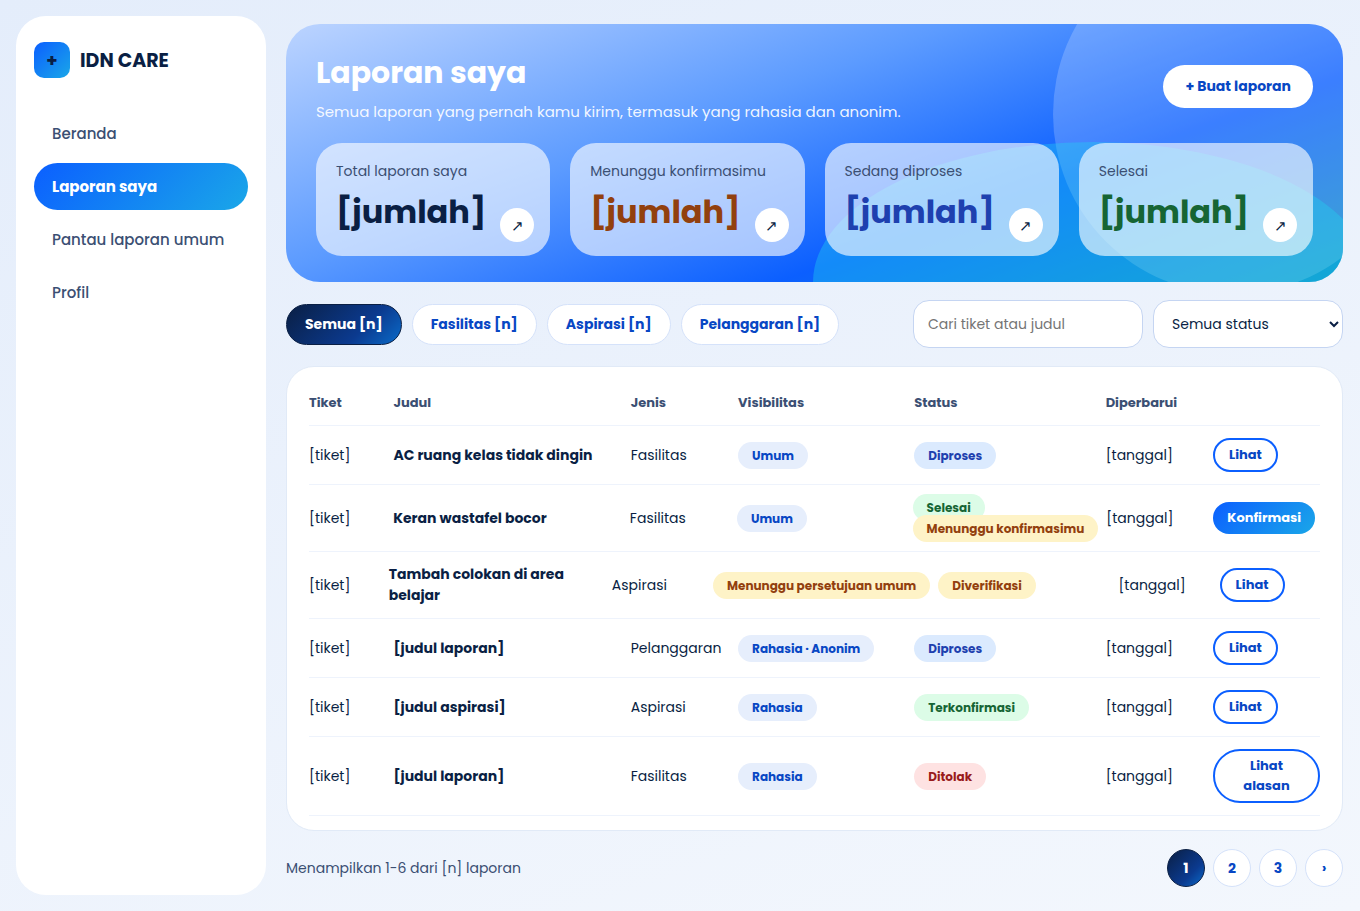 + IDN CARE
Beranda
Laporan saya
Pantau laporan umum
Profil
Laporan saya
Semua laporan yang pernah kamu kirim, termasuk yang rahasia dan anonim.
+ Buat laporan
Total laporan saya
[jumlah] ↗
Menunggu konfirmasimu
[jumlah] ↗
Sedang diproses
[jumlah] ↗
Selesai
[jumlah] ↗
Semua [n] Fasilitas [n] Aspirasi [n] Pelanggaran [n] Cari tiket atau judul Semua status
Tiket Judul Jenis Visibilitas Status Diperbarui
[tiket] AC ruang kelas tidak dingin Fasilitas Umum Diproses [tanggal] Lihat
[tiket] Keran wastafel bocor Fasilitas Umum Selesai
Menunggu konfirmasimu [tanggal] Konfirmasi
[tiket] Tambah colokan di area
belajar Aspirasi Menunggu persetujuan umum Diverifikasi [tanggal] Lihat
[tiket] [judul laporan] Pelanggaran Rahasia · Anonim Diproses [tanggal] Lihat
[tiket] [judul aspirasi] Aspirasi Rahasia Terkonfirmasi [tanggal] Lihat
[tiket] [judul laporan] Fasilitas Rahasia Ditolak [tanggal] Lihat
alasan
Menampilkan 1-6 dari [n] laporan
1 2 3 ›